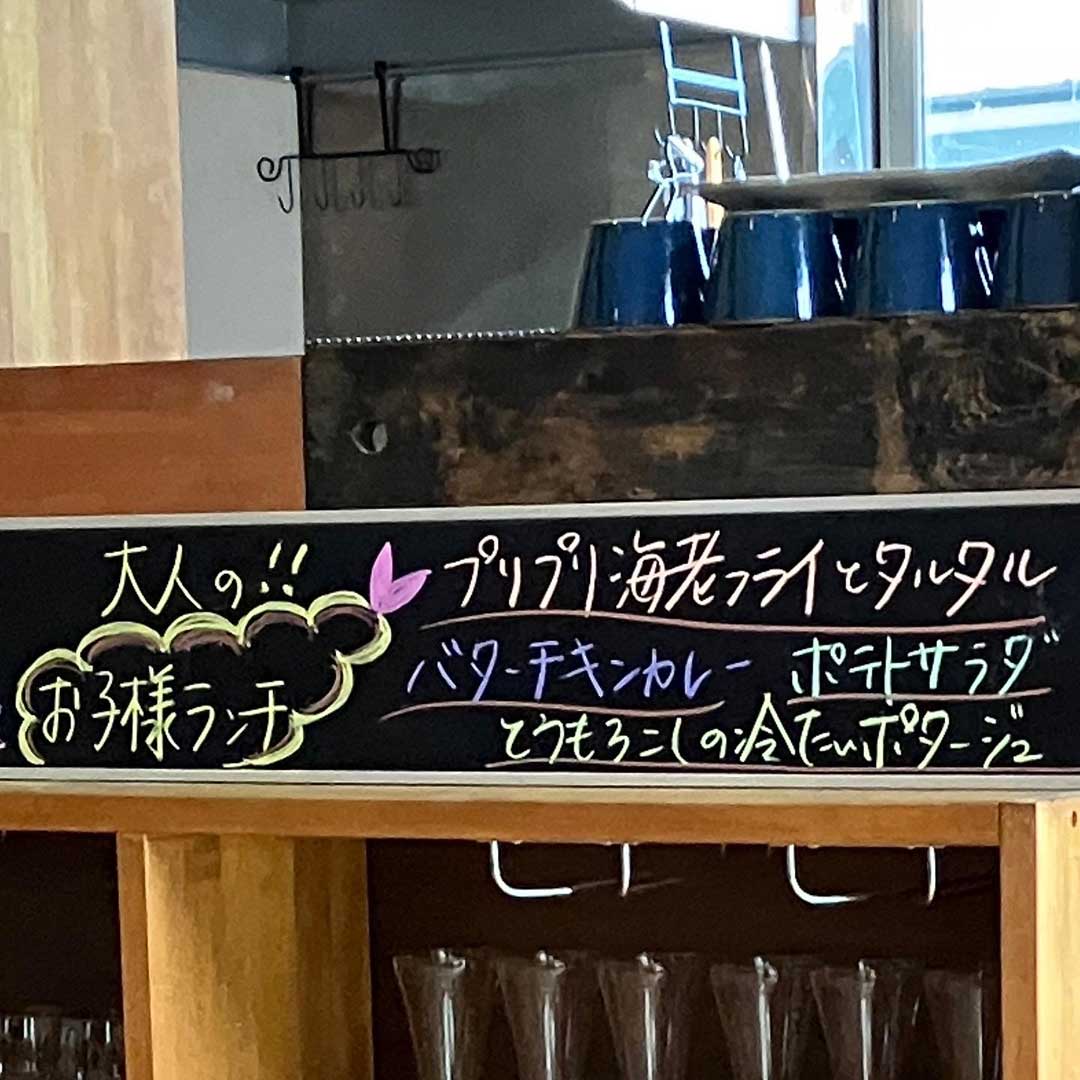 大人の!!
お子様ランチ
プリプリ海老フライとタルタル
バターチキンカレー ポテトサラダ
とうもろこしの冷たいポタージュ